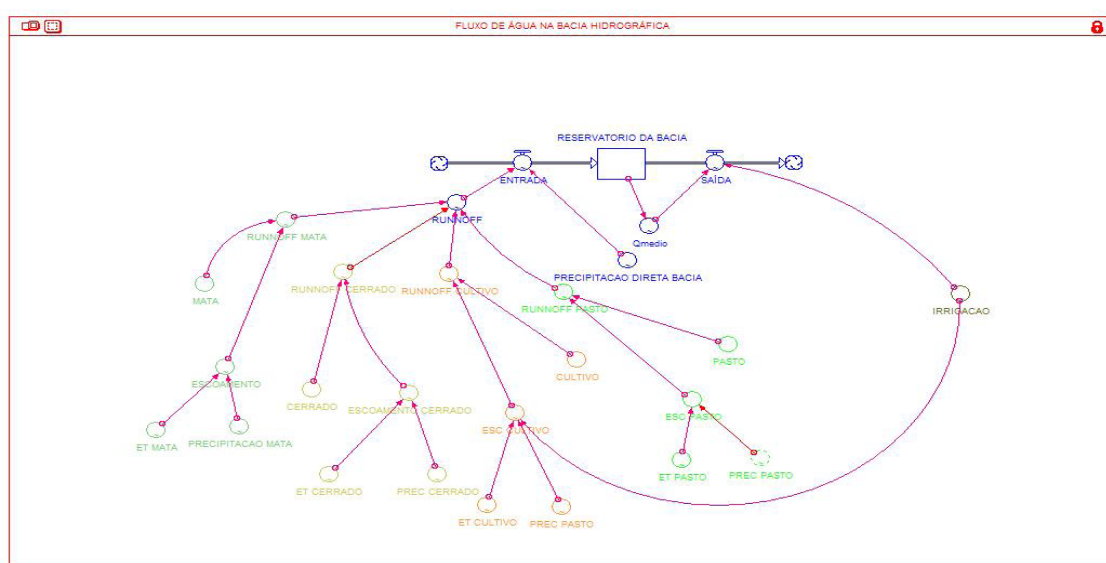 FLUXO DE ÁGUA NA BACIA HIDROGRÁFICA
RESERVATORIO DA BACIA
ENTRADA
SAÍDA
RUNNOFF
RUNNOFF MATA
Qmedio
PRECIPITACAO DIRETA BACIA
RUNNOFF CERRADO
RUNNOFF CULTIVO
MATA
RUNNOFF PASTO
IRRIGACAO
PASTO
CULTIVO
ESCOAMENTO
CERRADO
ESCOAMENTO CERRADO
ESC PASTO
ESC CULTIVO
ET MATA
PRECIPITACAO MATA
ET PASTO
PREC PASTO
ET CERRADO
PREC CERRADO
ET CULTIVO
PREC PASTO